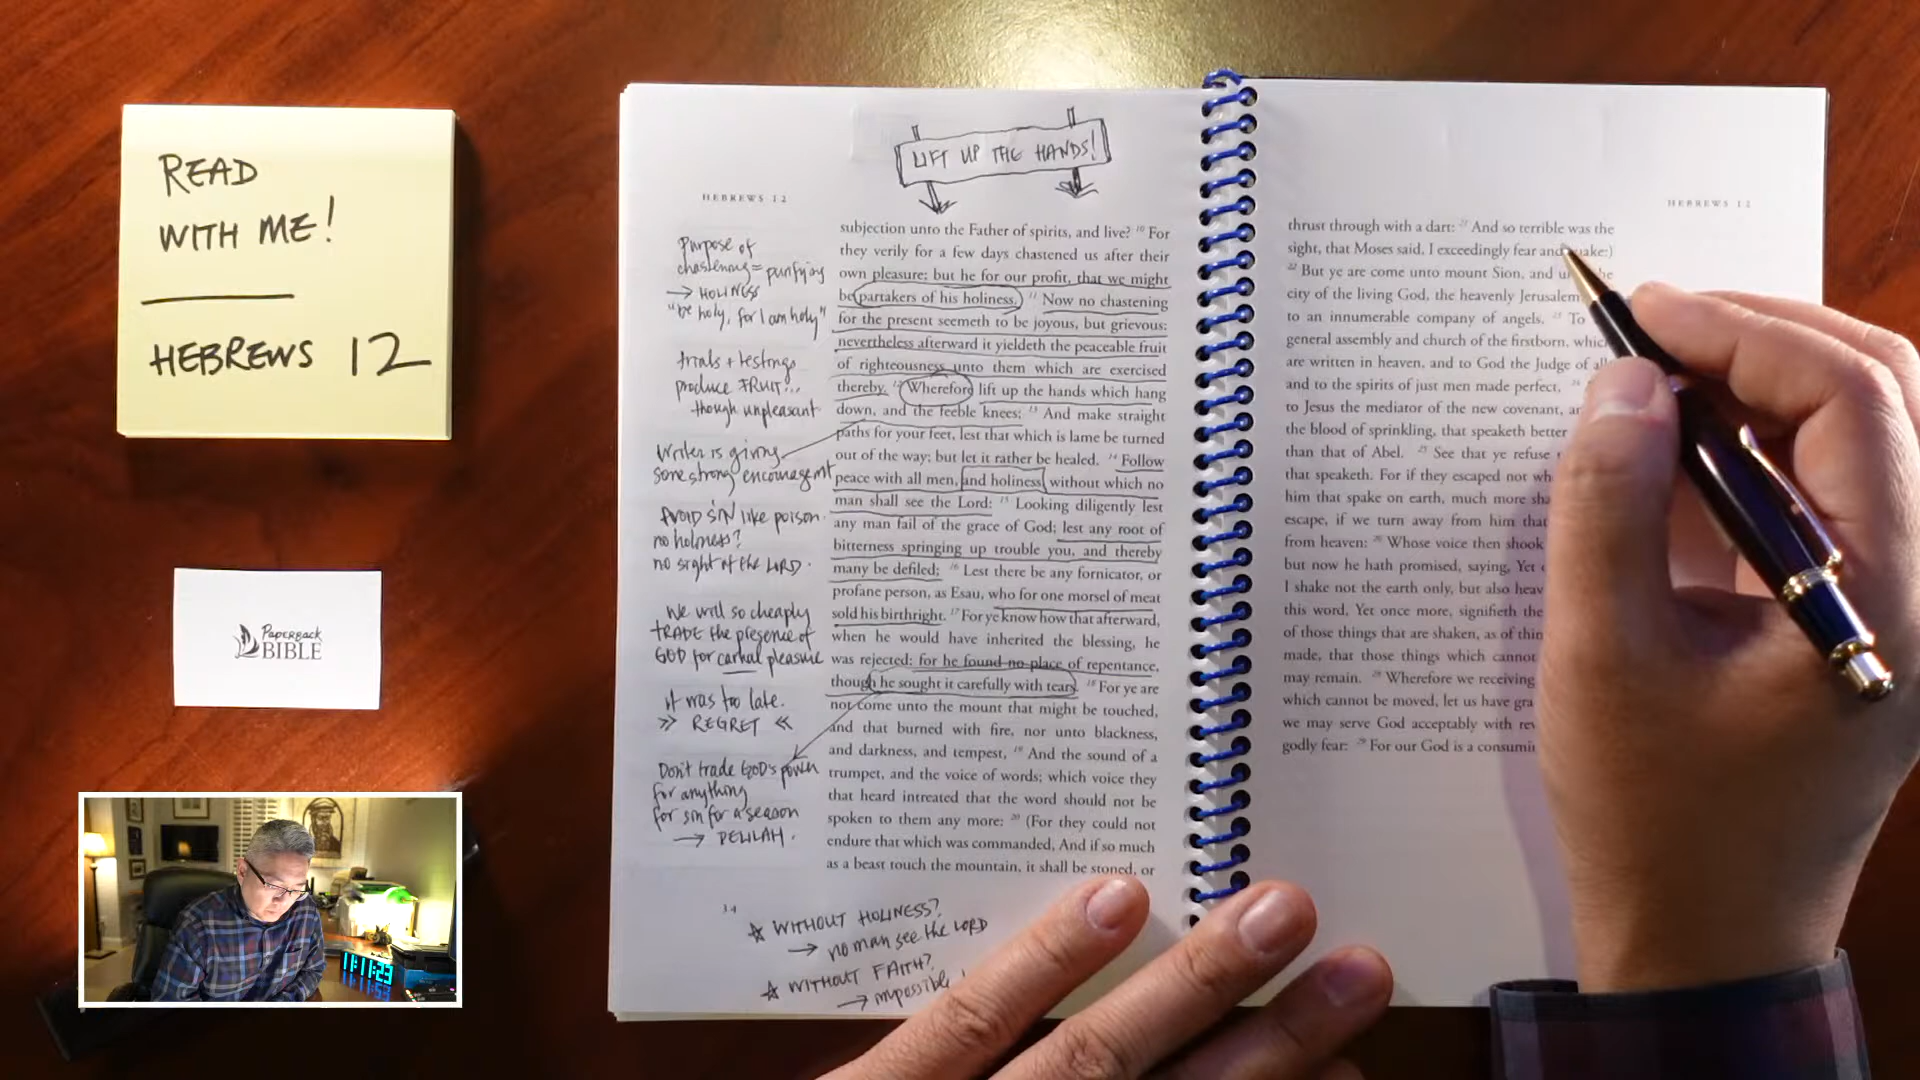 READ
WITH ME!
HEBREWS 12
Paperback
BIBLE
11:11:23
LIFT UP THE HANDS!
HEBREWS 12
Purpose of
chastening = purifying
→ HOLINESS
"be holy, for I am holy"
trials + testings
produce FRUIT...
though unpleasant
Writer is giving
some strong encouragemt
AVOID SIN like poison.
no holiness?
no sight of the LORD.
We will so cheaply
TRADE the presence of
GOD for carnal pleasure
it was too late.
» REGRET «
Don't trade GOD's power
for anything
for sin for a season
→ DELILAH.
subjection unto the Father of spirits, and live? 10 For
they verily for a few days chastened us after their
own pleasure; but he for our profit, that we might
be partakers of his holiness. 11 Now no chastening
for the present seemeth to be joyous, but grievous:
nevertheless afterward it yieldeth the peaceable fruit
of righteousness unto them which are exercised
thereby. 12 Wherefore lift up the hands which hang
down, and the feeble knees; 13 And make straight
paths for your feet, lest that which is lame be turned
out of the way; but let it rather be healed. 14 Follow
peace with all men, and holiness, without which no
man shall see the Lord: 15 Looking diligently lest
any man fail of the grace of God; lest any root of
bitterness springing up trouble you, and thereby
many be defiled; 16 Lest there be any fornicator, or
profane person, as Esau, who for one morsel of meat
sold his birthright. 17 For ye know how that afterward,
when he would have inherited the blessing, he
was rejected: for he found no place of repentance,
though he sought it carefully with tears. 18 For ye are
not come unto the mount that might be touched,
and that burned with fire, nor unto blackness,
and darkness, and tempest, 19 And the sound of a
trumpet, and the voice of words; which voice they
that heard intreated that the word should not be
spoken to them any more: 20 (For they could not
endure that which was commanded, And if so much
as a beast touch the mountain, it shall be stoned, or
34
★ WITHOUT HOLINESS?
→ no man see the LORD
★ WITHOUT FAITH?
→ impossible
HEBREWS 12
thrust through with a dart: 21 And so terrible was the
sight, that Moses said, I exceedingly fear and quake:)
22 But ye are come unto mount Sion, and
city of the living God, the heavenly Jerusalem
to an innumerable company of angels, 23 To
general assembly and church of the firstborn, which
are written in heaven, and to God the Judge of all
and to the spirits of just men made perfect, 24
to Jesus the mediator of the new covenant,
the blood of sprinkling, that speaketh better
than that of Abel. 25 See that ye refuse
that speaketh. For if they escaped not
him that spake on earth, much more
escape, if we turn away from him that
from heaven: 26 Whose voice then shook
but now he hath promised, saying, Yet
I shake not the earth only, but also
this word, Yet once more, signifieth the
of those things that are shaken, as of
made, that those things which cannot
may remain. 28 Wherefore we receiving
which cannot be moved, let us have
we may serve God acceptably with
godly fear: 29 For our God is a